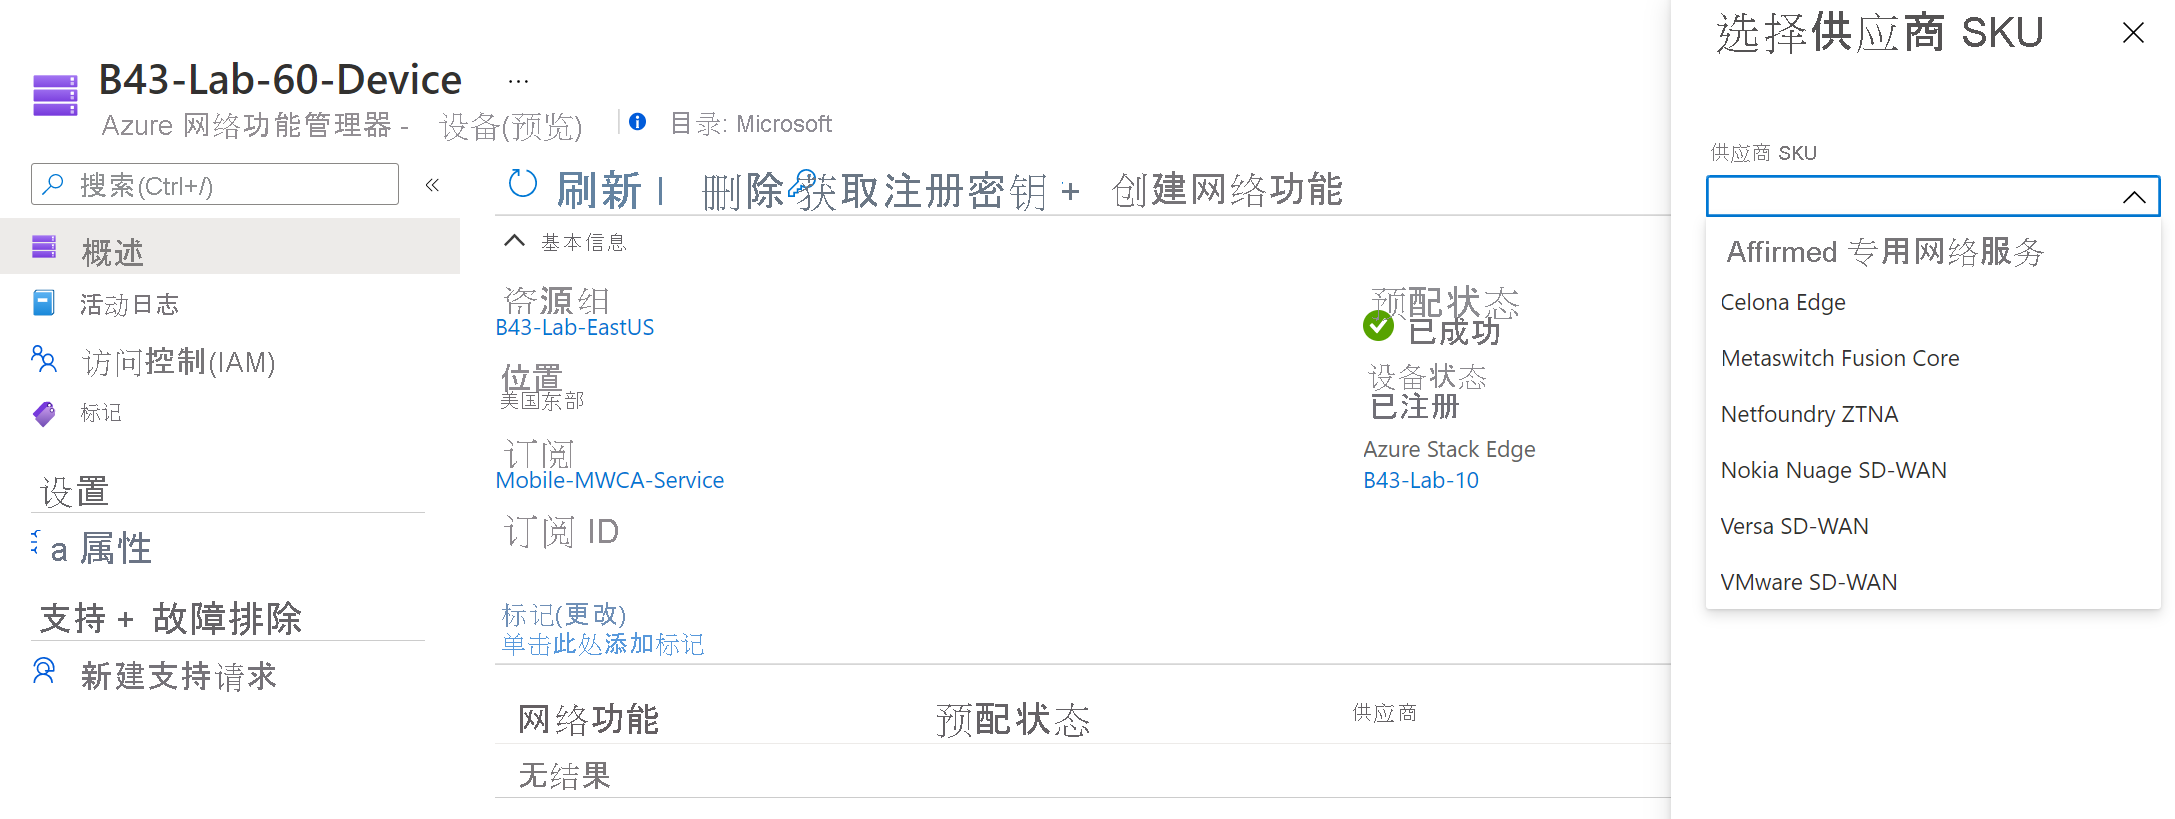 B43-Lab-60-Device ...
Azure 网络功能管理器 - 设备(预览)
目录: Microsoft
搜索(Ctrl+/)
«
概述
活动日志
访问控制(IAM)
标记
设置
a 属性
支持 + 故障排除
新建支持请求
刷新 | 删除 获取注册密钥 + 创建网络功能
基本信息
资源组
B43-Lab-EastUS
位置
美国东部
订阅
Mobile-MWCA-Service
订阅 ID
标记(更改)
单击此处添加标记
预配状态
已成功
设备状态
已注册
Azure Stack Edge
B43-Lab-10
网络功能 预配状态 供应商
无结果
选择供应商 SKU
供应商 SKU
Affirmed 专用网络服务
Celona Edge
Metaswitch Fusion Core
Netfoundry ZTNA
Nokia Nuage SD-WAN
Versa SD-WAN
VMware SD-WAN